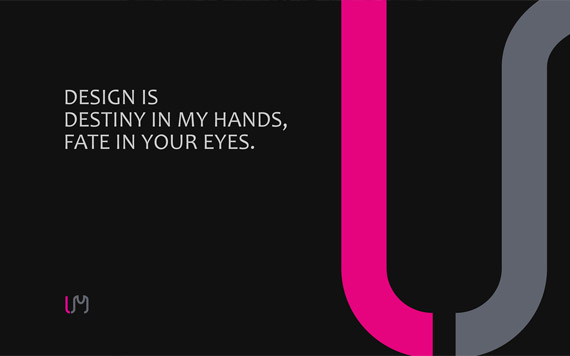 DESIGN IS
DESTINY IN MY HANDS,
FATE IN YOUR EYES.